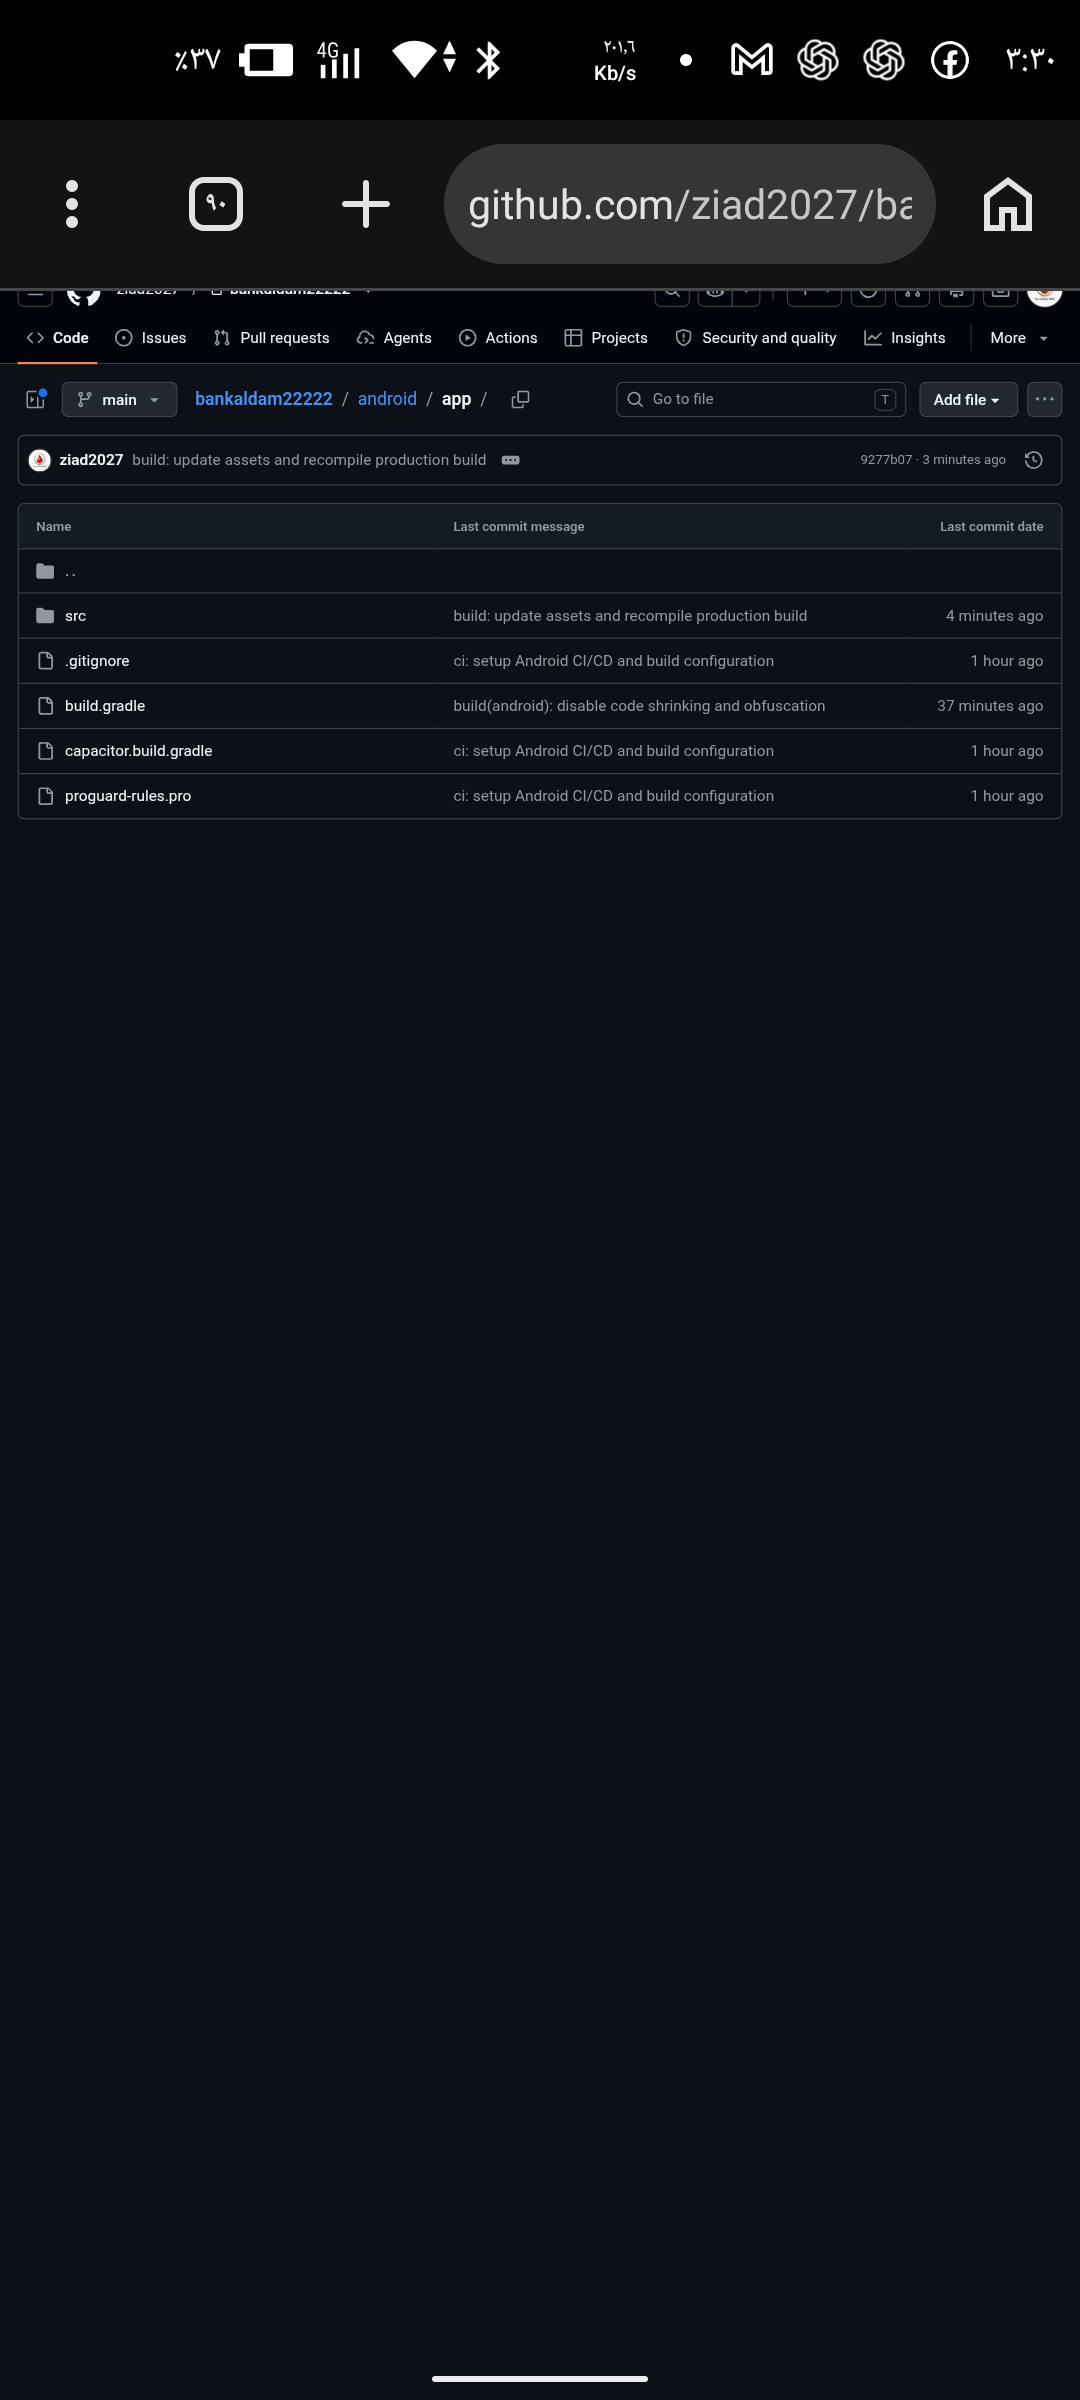 ٪٣٧ 4G ٢٠١,٦ Kb/s ٣:٣٠
٩٠ github.com/ziad2027/ba
ziad2027 / bankaldam22222
Code Issues Pull requests Agents Actions Projects Security and quality Insights More
main bankaldam22222 / android / app / Go to file T Add file
ziad2027 build: update assets and recompile production build 9277b07 · 3 minutes ago
Name Last commit message Last commit date
..
src build: update assets and recompile production build 4 minutes ago
.gitignore ci: setup Android CI/CD and build configuration 1 hour ago
build.gradle build(android): disable code shrinking and obfuscation 37 minutes ago
capacitor.build.gradle ci: setup Android CI/CD and build configuration 1 hour ago
proguard-rules.pro ci: setup Android CI/CD and build configuration 1 hour ago